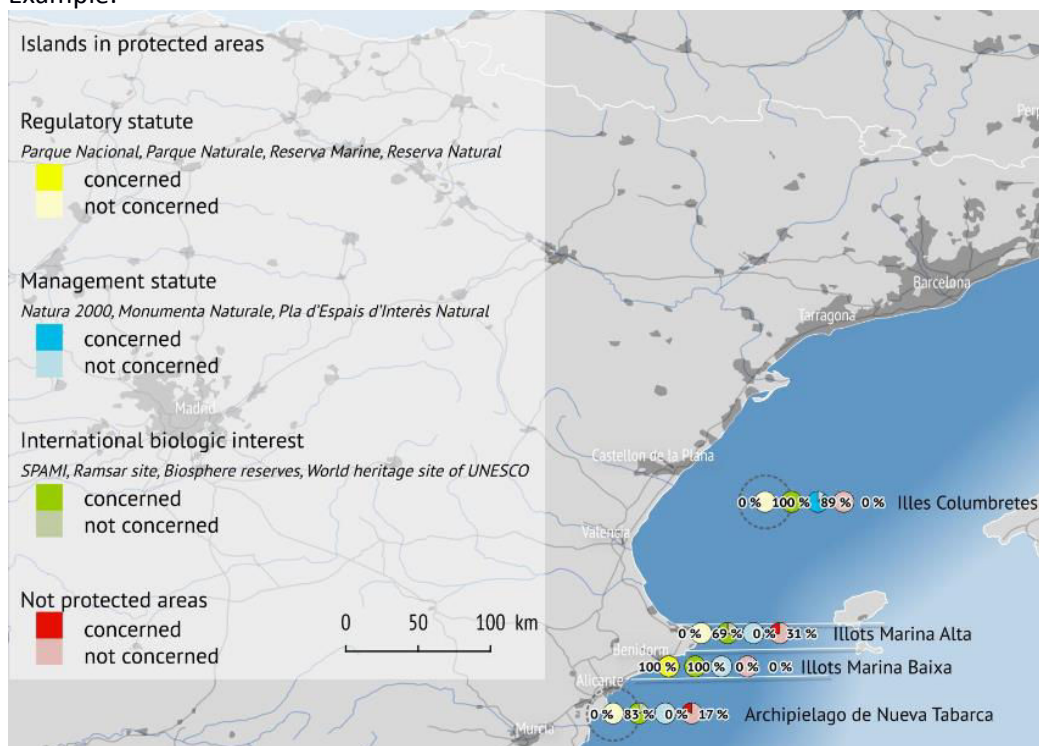 Example:
Islands in protected areas
Regulatory statute
Parque Nacional, Parque Naturale, Reserva Marine, Reserva Natural
concerned
not concerned
Management statute
Natura 2000, Monumenta Naturale, Pla d'Espais d'Interès Natural
concerned
not concerned
International biologic interest
SPAMI, Ramsar site, Biosphere reserves, World heritage site of UNESCO
concerned
not concerned
Not protected areas
concerned
not concerned
0 50 100 km
Madrid
Perp
Barcelona
Tarragona
Castellon de la Plana
0 % 100 % 89 % 0 % Illes Columbretes
Valencia
0 % 69 % 0 % 31 % Illots Marina Alta
Benidorm
100 % 100 % 0 % 0 % Illots Marina Baixa
Alicante
0 % 83 % 0 % 17 % Archipielago de Nueva Tabarca
Murcia